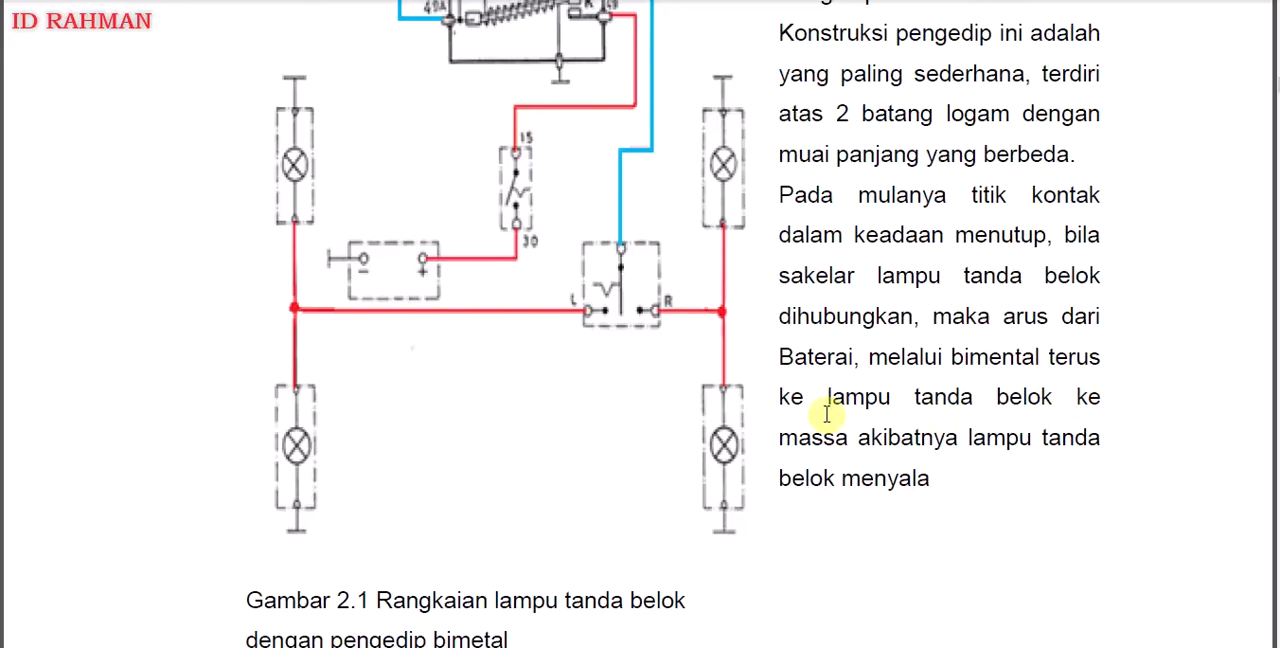 ID RAHMAN
49A
K
49
15
30
-
+
L
R
Konstruksi pengedip ini adalah
yang paling sederhana, terdiri
atas 2 batang logam dengan
muai panjang yang berbeda.
Pada mulanya titik kontak
dalam keadaan menutup, bila
sakelar lampu tanda belok
dihubungkan, maka arus dari
Baterai, melalui bimental terus
ke lampu tanda belok ke
massa akibatnya lampu tanda
belok menyala
Gambar 2.1 Rangkaian lampu tanda belok
dengan pengedip bimetal